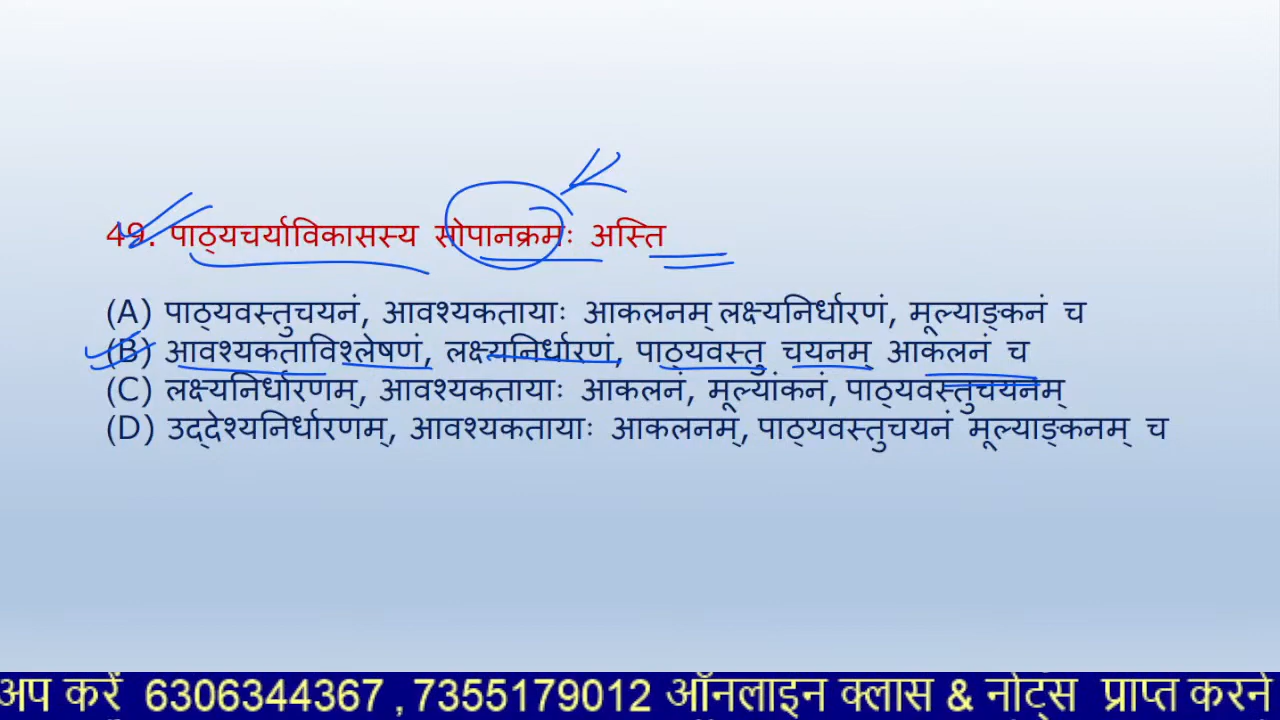 49. पाठ्यचर्याविकासस्य सोपानक्रमः अस्ति
(A) पाठ्यवस्तुचयनं, आवश्यकतायाः आकलनम् लक्ष्यनिर्धारणं, मूल्याङ्कनं च
(B) आवश्यकताविश्लेषणं, लक्ष्यनिर्धारणं, पाठ्यवस्तु चयनम् आकलनं च
(C) लक्ष्यनिर्धारणम्, आवश्यकतायाः आकलनं, मूल्यांकनं, पाठ्यवस्तुचयनम्
(D) उद्देश्यनिर्धारणम्, आवश्यकतायाः आकलनम्, पाठ्यवस्तुचयनं मूल्याङ्कनम् च
अप करें 6306344367 ,7355179012 ऑनलाइन क्लास & नोट्स प्राप्त करने